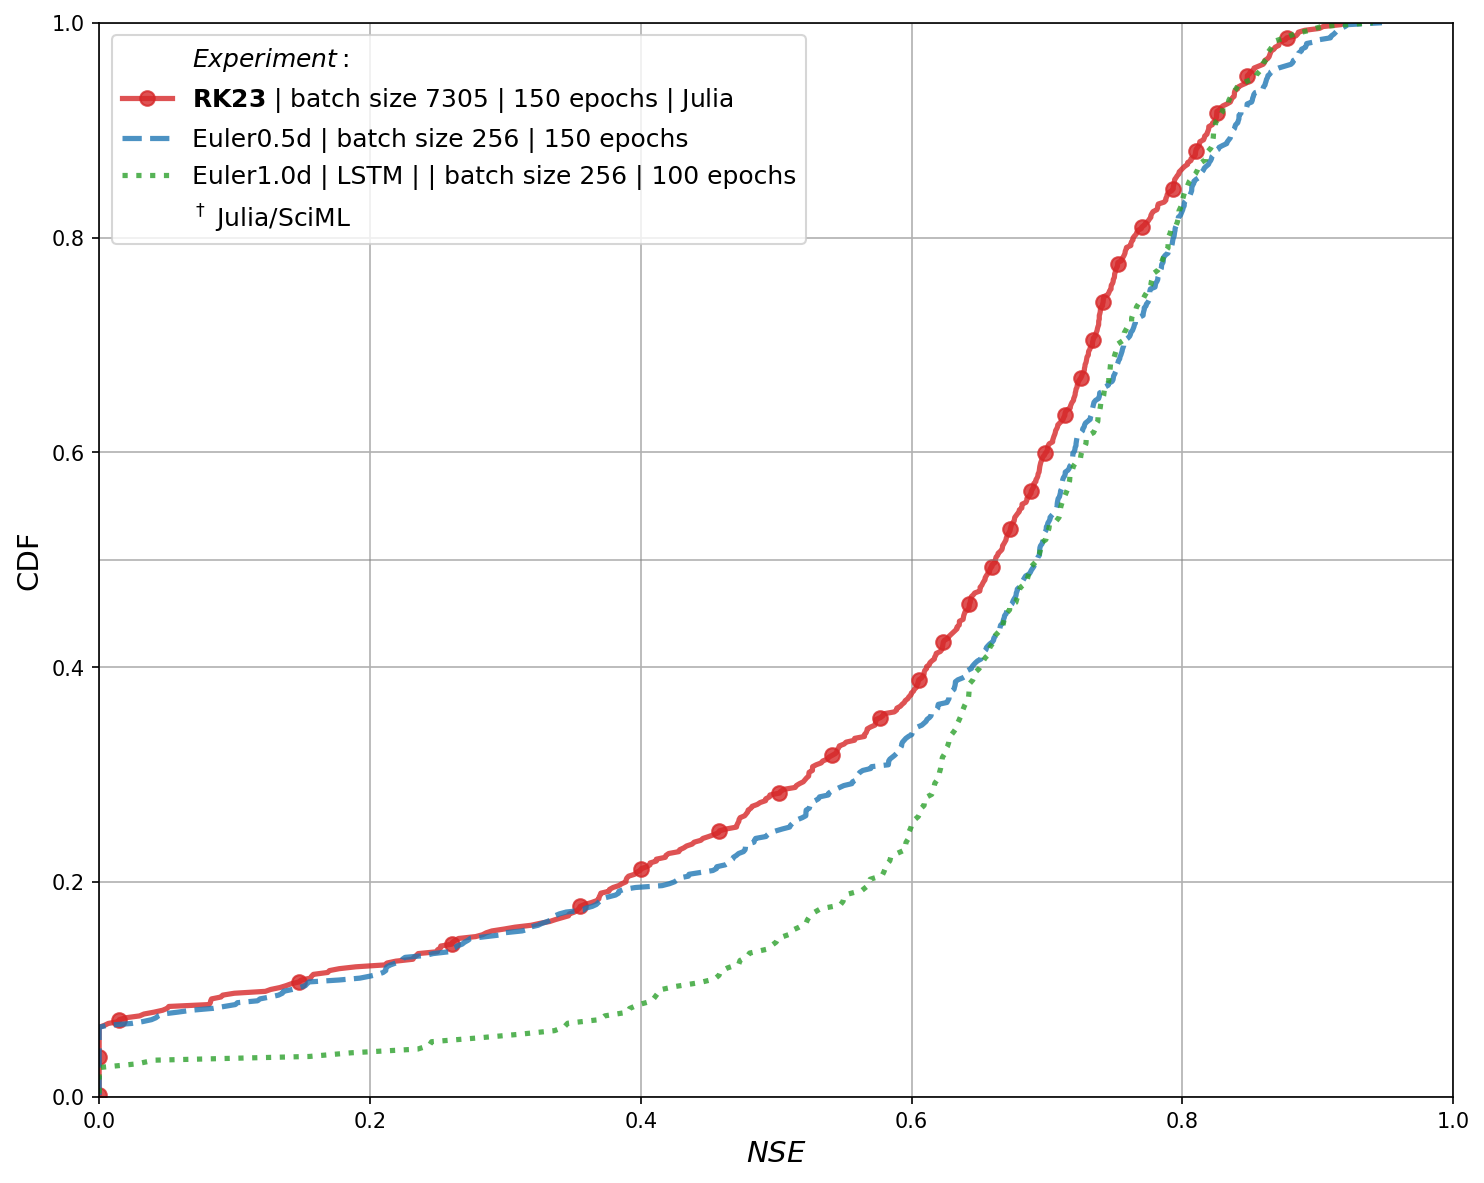 Experiment:
RK23 | batch size 7305 | 150 epochs | Julia
Euler0.5d | batch size 256 | 150 epochs
Euler1.0d | LSTM | | batch size 256 | 100 epochs
† Julia/SciML
1.0
0.8
0.6
0.4
0.2
0.0
CDF
0.0 0.2 0.4 0.6 0.8 1.0
NSE